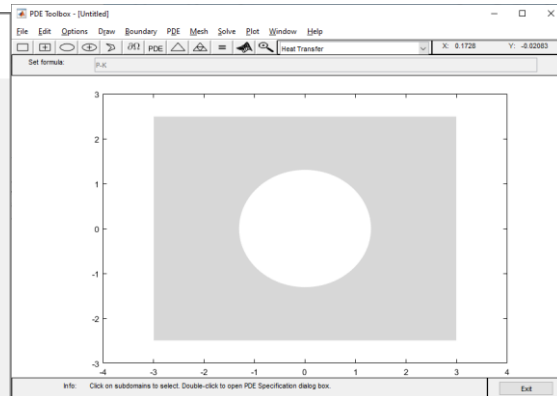 PDE Toolbox - [Untitled]
File Edit Options Draw Boundary PDE Mesh Solve Plot Window Help
∂Ω PDE = Heat Transfer X: 0.1728 Y: -0.02083
Set formula: P-K
3
2
1
0
-1
-2
-3
-4 -3 -2 -1 0 1 2 3 4
Info: Click on subdomains to select. Double-click to open PDE Specification dialog box. Exit